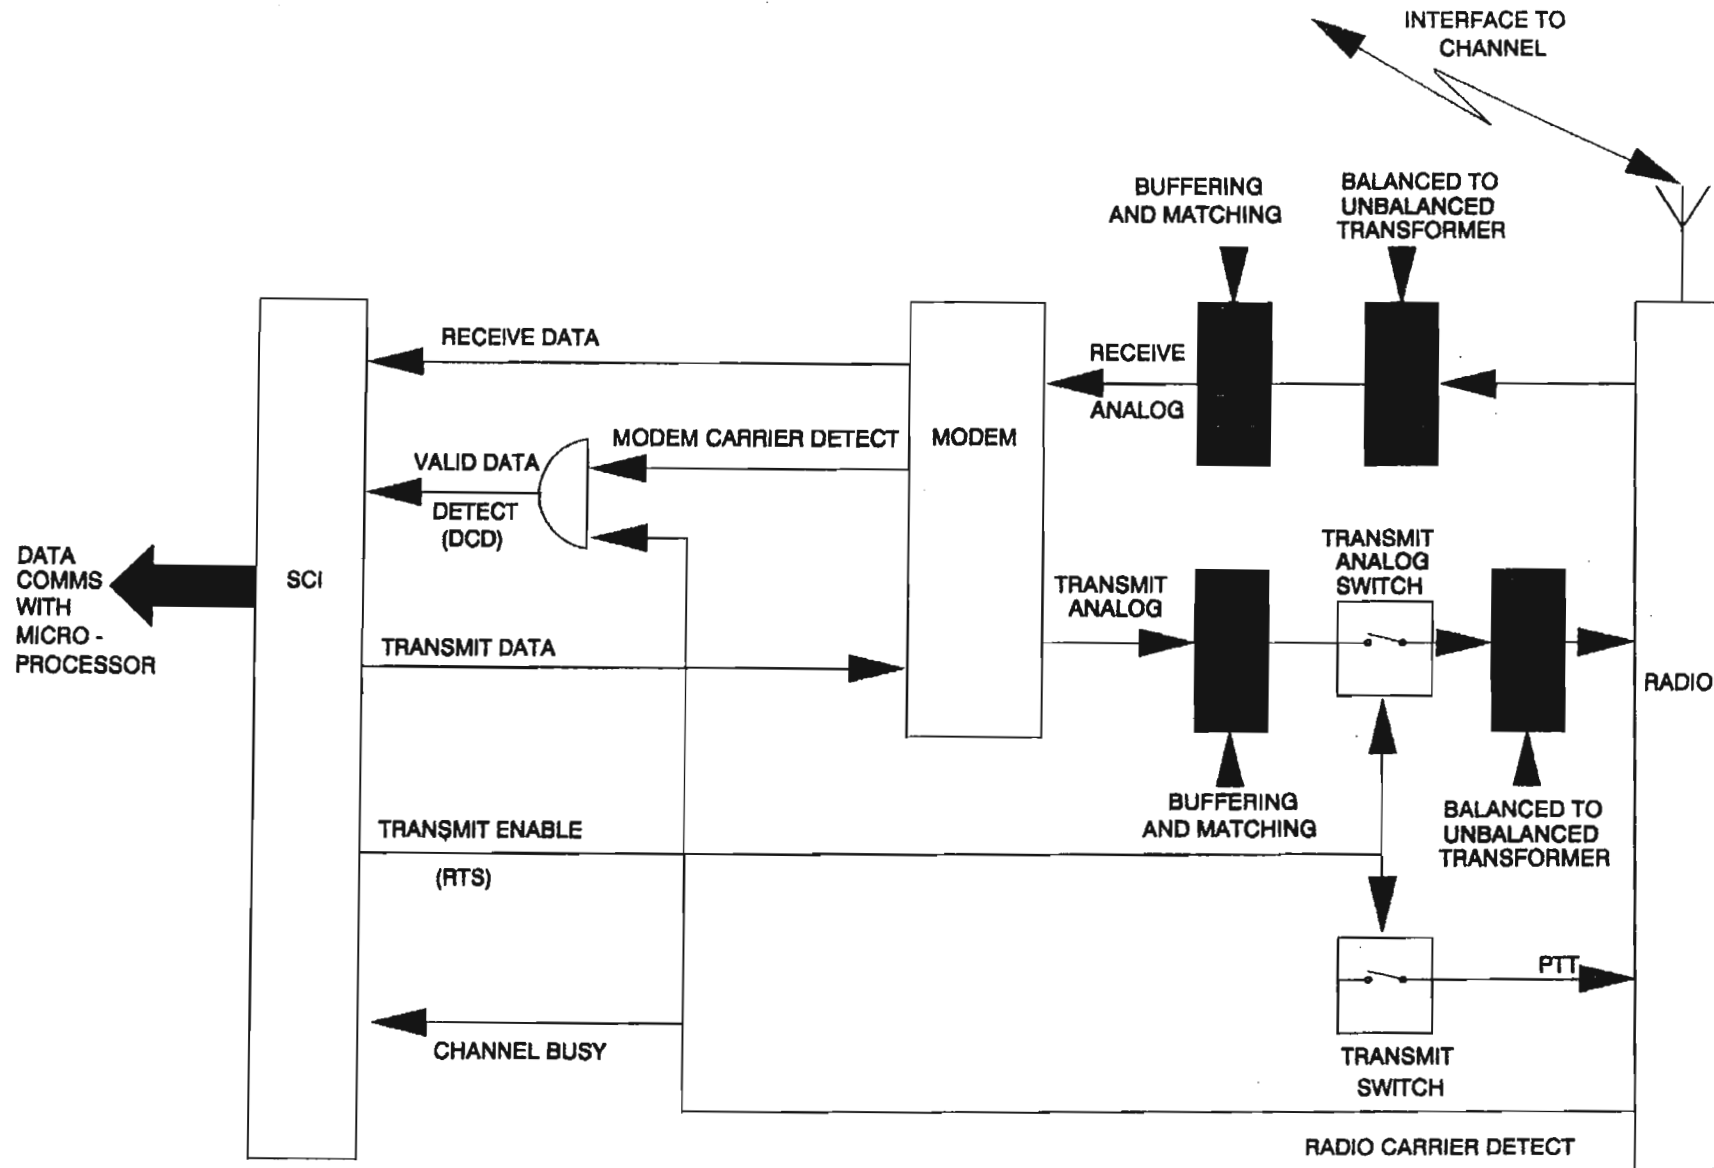 INTERFACE TO
CHANNEL
BUFFERING
AND MATCHING
BALANCED TO
UNBALANCED
TRANSFORMER
RECEIVE DATA
RECEIVE
ANALOG
MODEM CARRIER DETECT
MODEM
VALID DATA
DETECT
(DCD)
DATA
COMMS
WITH
MICRO -
PROCESSOR
SCI
TRANSMIT
ANALOG
SWITCH
TRANSMIT
ANALOG
TRANSMIT DATA
RADIO
BUFFERING
AND MATCHING
BALANCED TO
UNBALANCED
TRANSFORMER
TRANSMIT ENABLE
(RTS)
PTT
CHANNEL BUSY
TRANSMIT
SWITCH
RADIO CARRIER DETECT